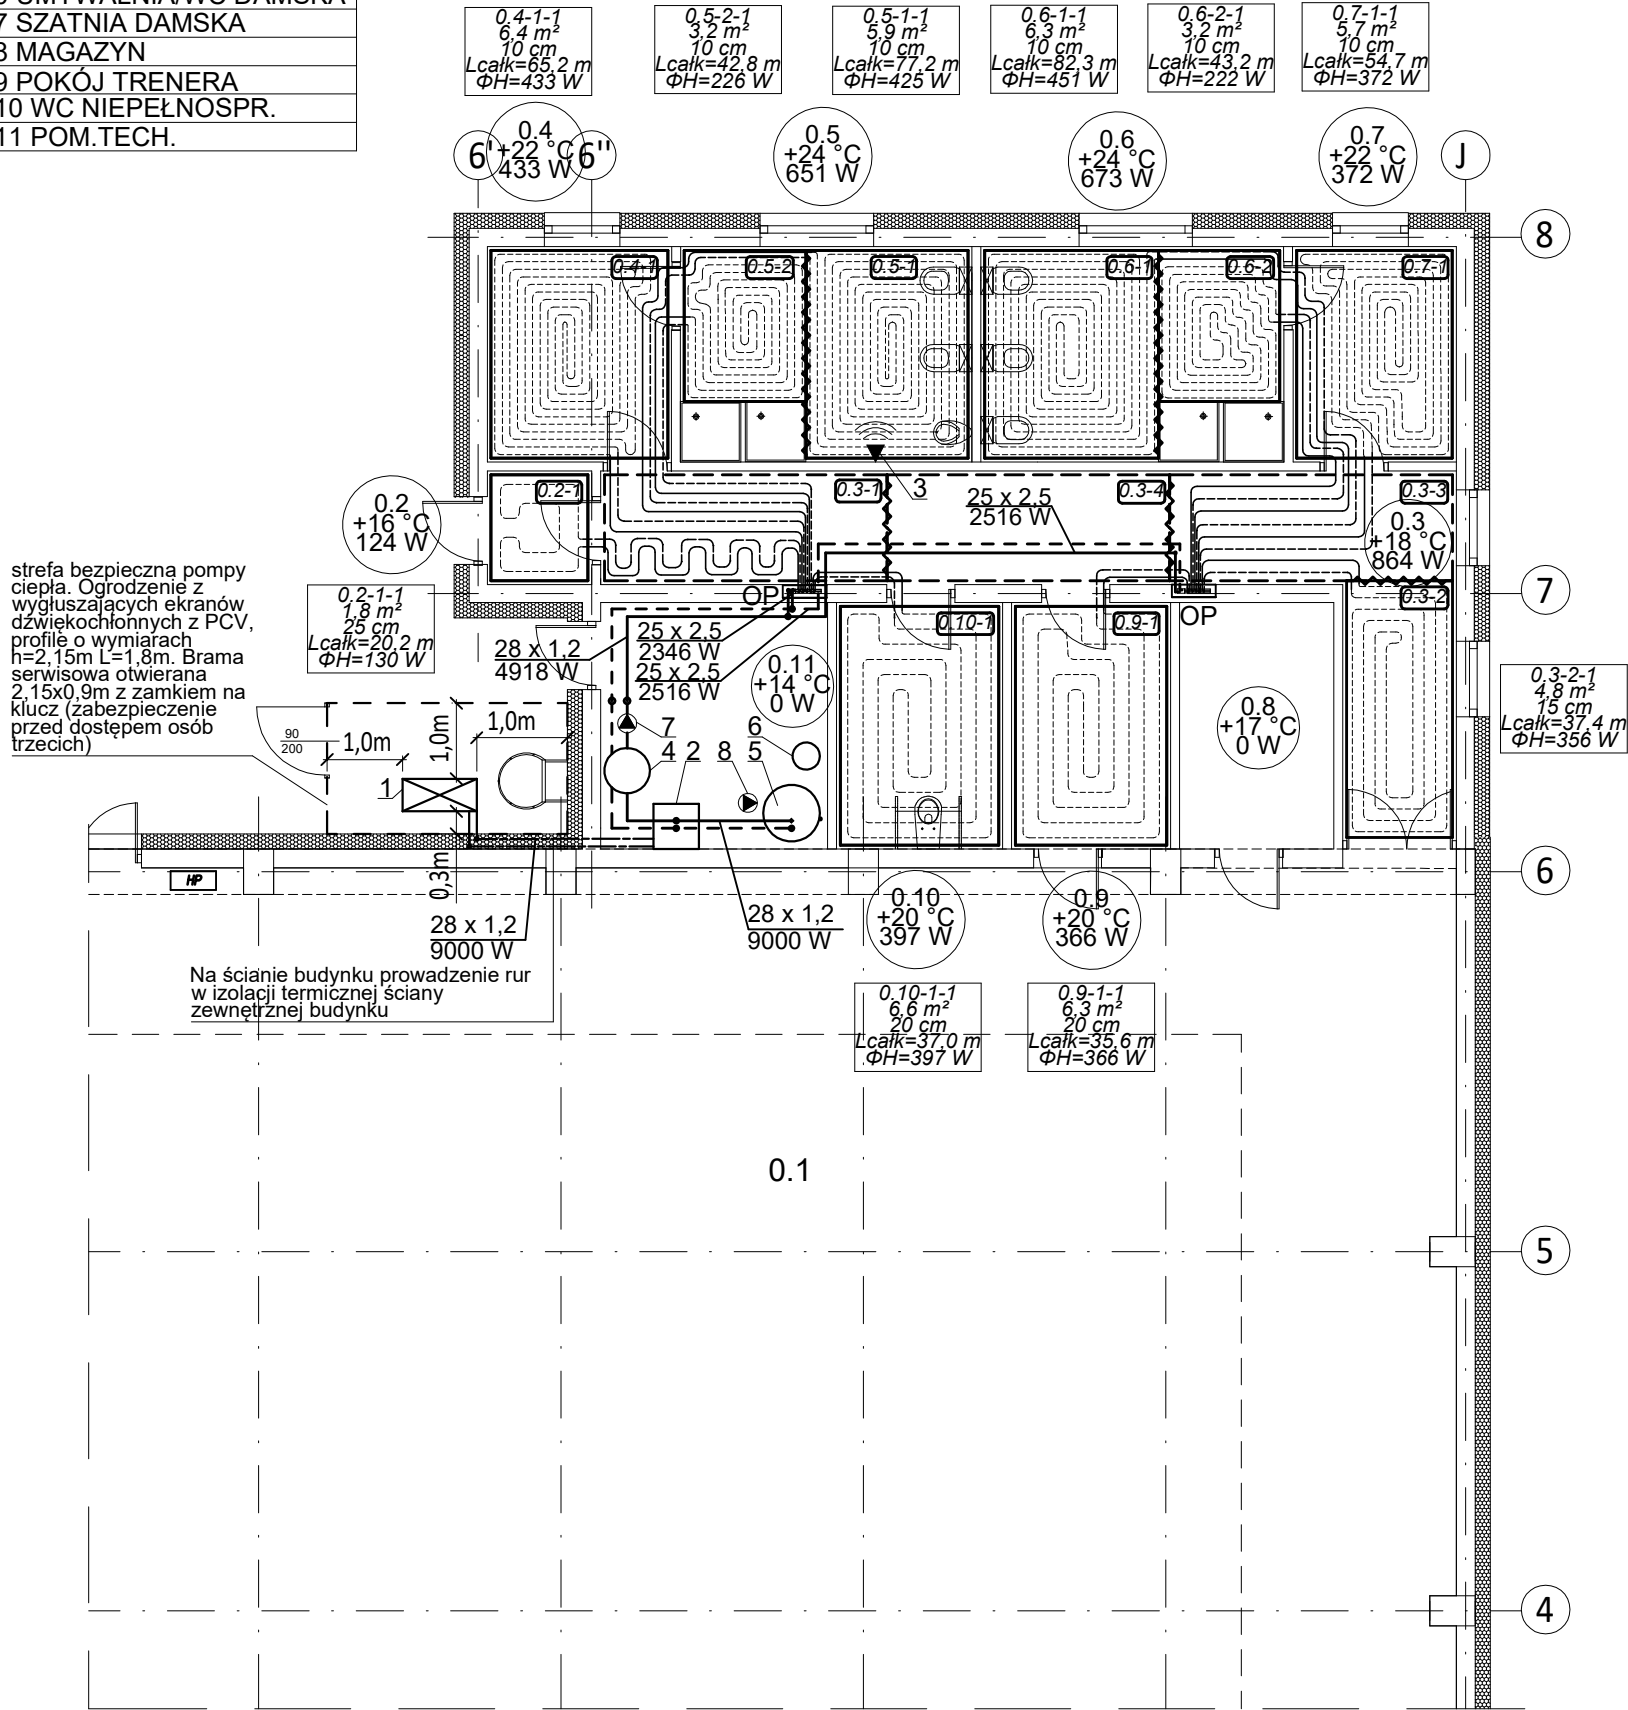 7 SZATNIA DAMSKA
8 MAGAZYN
9 POKÓJ TRENERA
10 WC NIEPEŁNOSPR.
11 POM.TECH.
0.4-1-1
6,4 m²
10 cm
Lcałk=65,2 m
ΦH=433 W
0.5-2-1
3,2 m²
10 cm
Lcałk=42,8 m
ΦH=226 W
0.5-1-1
5,9 m²
10 cm
Lcałk=77,2 m
ΦH=425 W
0.6-1-1
6,3 m²
10 cm
Lcałk=82,3 m
ΦH=451 W
0.6-2-1
3,2 m²
10 cm
Lcałk=43,2 m
ΦH=222 W
0.7-1-1
5,7 m²
10 cm
Lcałk=54,7 m
ΦH=372 W
6'
0.4
+22 °C
433 W
6''
0.5
+24 °C
651 W
0.6
+24 °C
673 W
0.7
+22 °C
372 W
J
8
0.4-1
0.5-2
0.5-1
0.6-1
0.6-2
0.7-1
0.2
+16 °C
124 W
0.2-1
0.3-1
3
25 x 2,5
2516 W
0.3-4
0.3-3
0.3
+18 °C
864 W
7
strefa bezpieczna pompy
ciepła. Ogrodzenie z
wygłuszających ekranów
dźwiękochłonnych z PCV,
profile o wymiarach
h=2,15m L=1,8m. Brama
serwisowa otwierana
2,15x0,9m z zamkiem na
klucz (zabezpieczenie
przed dostępem osób
trzecich)
0.2-1-1
1,8 m²
25 cm
Lcałk=20,2 m
ΦH=130 W
OP
OP
28 x 1,2
4918 W
25 x 2,5
2346 W
25 x 2,5
2516 W
0.11
+14 °C
0 W
0.10-1
0.9-1
0.3-2
0.8
+17 °C
0 W
0.3-2-1
4,8 m²
15 cm
Lcałk=37,4 m
ΦH=356 W
90
200
1,0m
1,0m
1,0m
1
7
4
2
8
6
5
HP
0,3m
28 x 1,2
9000 W
28 x 1,2
9000 W
0.10
+20 °C
397 W
0.9
+20 °C
366 W
6
Na ścianie budynku prowadzenie rur
w izolacji termicznej ściany
zewnętrznej budynku
0.10-1-1
6,6 m²
20 cm
Lcałk=37,0 m
ΦH=397 W
0.9-1-1
6,3 m²
20 cm
Lcałk=35,6 m
ΦH=366 W
0.1
5
4